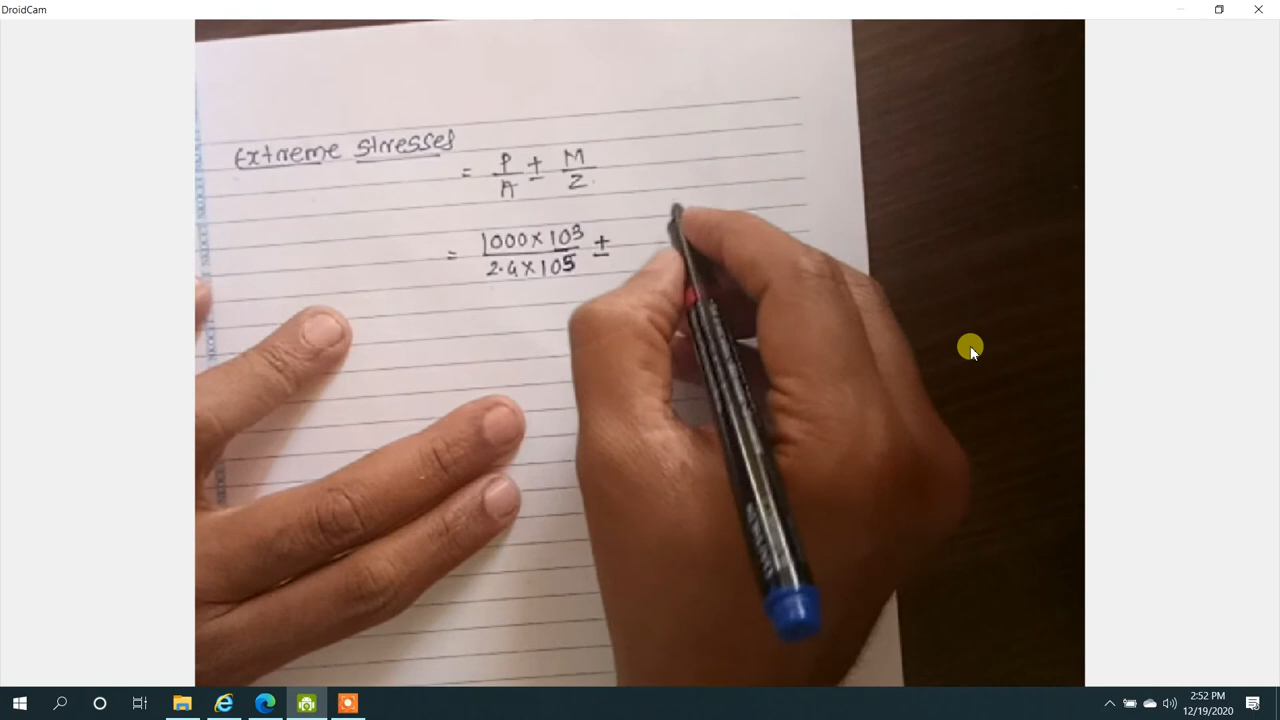 DroidCam
Extreme stresses
= P/A ± M/Z
= 1000 × 10³ / 2.4 × 10⁵ ±
2:52 PM
12/19/2020